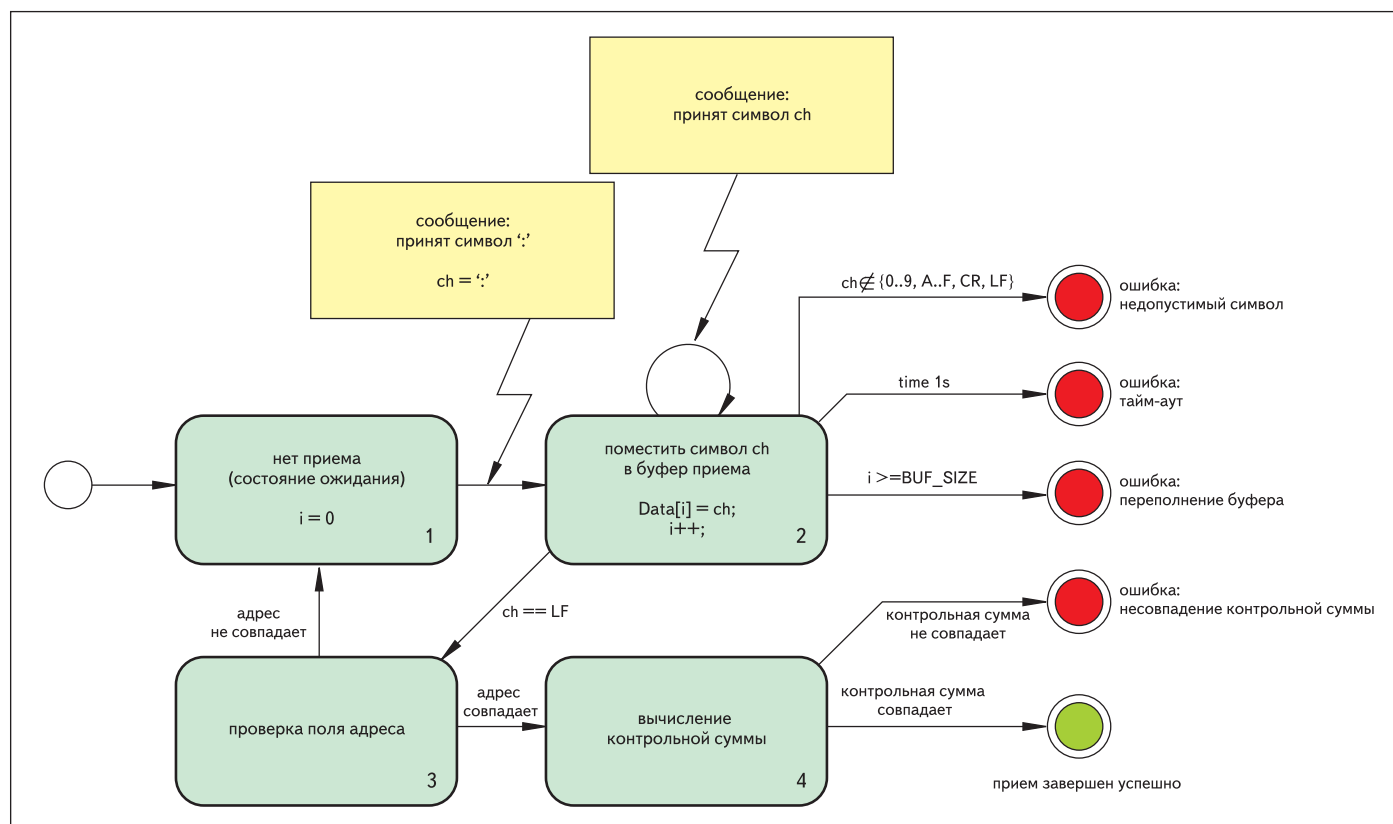 сообщение:
принят символ ch
сообщение:
принят символ ‘:’
ch = ‘:’
ch∉{0..9, A..F, CR, LF}
ошибка:
недопустимый символ
time 1s
ошибка:
тайм-аут
нет приема
(состояние ожидания)
i = 0
1
поместить символ ch
в буфер приема
Data[i] = ch;
i++;
2
i >=BUF_SIZE
ошибка:
переполнение буфера
адрес
не совпадает
ch == LF
контрольная сумма
не совпадает
ошибка:
несовпадение контрольной суммы
проверка поля адреса
3
адрес
совпадает
вычисление
контрольной суммы
4
контрольная сумма
совпадает
прием завершен успешно